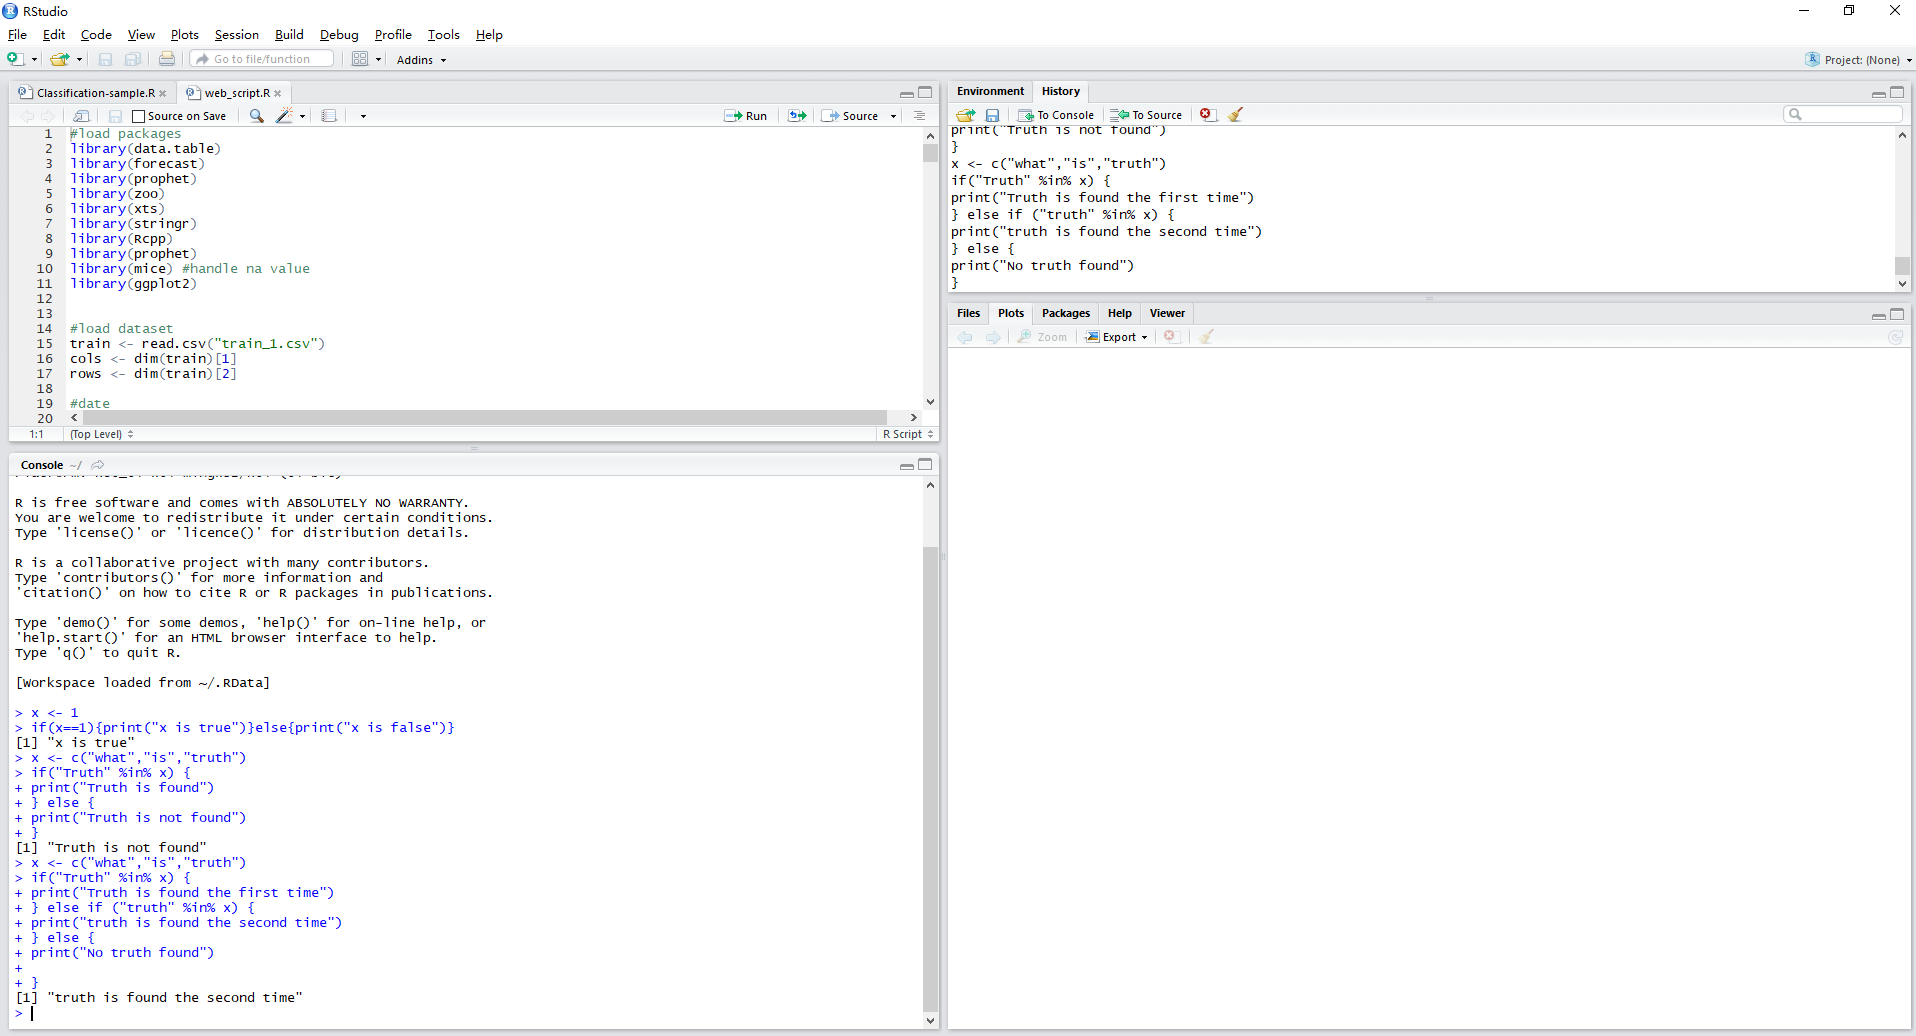 RStudio
File Edit Code View Plots Session Build Debug Profile Tools Help
Go to file/function Addins Project: (None)
Classification-sample.R web_script.R
Source on Save Run Source
1 #load packages
2 library(data.table)
3 library(forecast)
4 library(prophet)
5 library(zoo)
6 library(xts)
7 library(stringr)
8 library(Rcpp)
9 library(prophet)
10 library(mice) #handle na value
11 library(ggplot2)
12
13
14 #load dataset
15 train <- read.csv("train_1.csv")
16 cols <- dim(train)[1]
17 rows <- dim(train)[2]
18
19 #date
20
1:1 (Top Level) R Script
Console ~/
R is free software and comes with ABSOLUTELY NO WARRANTY.
You are welcome to redistribute it under certain conditions.
Type 'license()' or 'licence()' for distribution details.
R is a collaborative project with many contributors.
Type 'contributors()' for more information and
'citation()' on how to cite R or R packages in publications.
Type 'demo()' for some demos, 'help()' for on-line help, or
'help.start()' for an HTML browser interface to help.
Type 'q()' to quit R.
[Workspace loaded from ~/.RData]
> x <- 1
> if(x==1){print("x is true")}else{print("x is false")}
[1] "x is true"
> x <- c("what","is","truth")
> if("Truth" %in% x) {
+ print("Truth is found")
+ } else {
+ print("Truth is not found")
+ }
[1] "Truth is not found"
> x <- c("what","is","truth")
> if("Truth" %in% x) {
+ print("Truth is found the first time")
+ } else if ("truth" %in% x) {
+ print("truth is found the second time")
+ } else {
+ print("No truth found")
+
+ }
[1] "truth is found the second time"
>
Environment History
To Console To Source
print("Truth is not found")
}
x <- c("what","is","truth")
if("Truth" %in% x) {
print("Truth is found the first time")
} else if ("truth" %in% x) {
print("truth is found the second time")
} else {
print("No truth found")
}
Files Plots Packages Help Viewer
Zoom Export